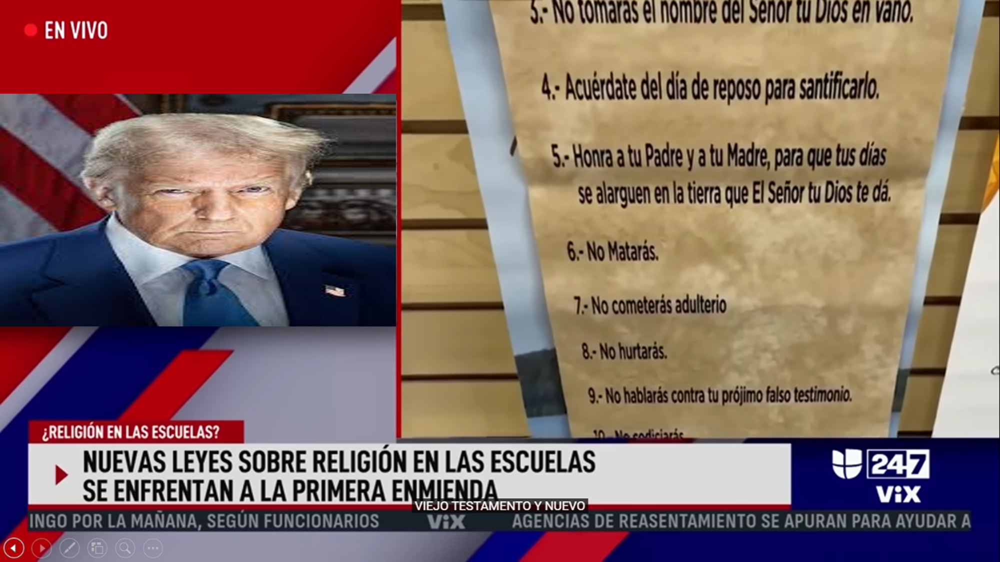 EN VIVO
3.- No tomarás el nombre del Señor tu Dios en vano.
4.- Acuérdate del día de reposo para santificarlo.
5.- Honra a tu Padre y a tu Madre, para que tus días
se alarguen en la tierra que El Señor tu Dios te dá.
6.- No Matarás.
7.- No cometerás adulterio
8.- No hurtarás.
9.- No hablarás contra tu prójimo falso testimonio.
10.- No codiciarás
¿RELIGIÓN EN LAS ESCUELAS?
NUEVAS LEYES SOBRE RELIGIÓN EN LAS ESCUELAS
SE ENFRENTAN A LA PRIMERA ENMIENDA
24-7
ViX
VIEJO TESTAMENTO Y NUEVO
INGO POR LA MAÑANA, SEGÚN FUNCIONARIOS ViX AGENCIAS DE REASENTAMIENTO SE APURAN PARA AYUDAR A